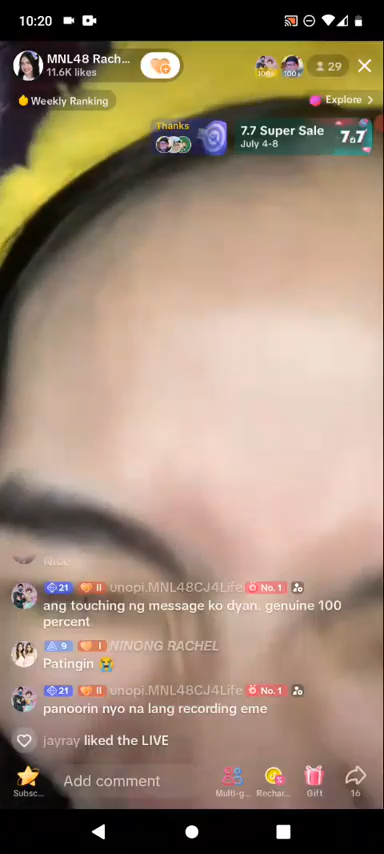 10:20
MNL48 Rach...
11.6K likes
29
Weekly Ranking
Explore
Thanks
7.7 Super Sale
July 4-8
7.7
21 II unopi.MNL48CJ4Life No. 1
ang touching ng message ko dyan. genuine 100
percent
9 I NINONG RACHEL
Patingin 😭
21 II unopi.MNL48CJ4Life No. 1
panoorin nyo na lang recording eme
jayray liked the LIVE
Add comment
Subsc... Multi-g... Rechar... Gift 16